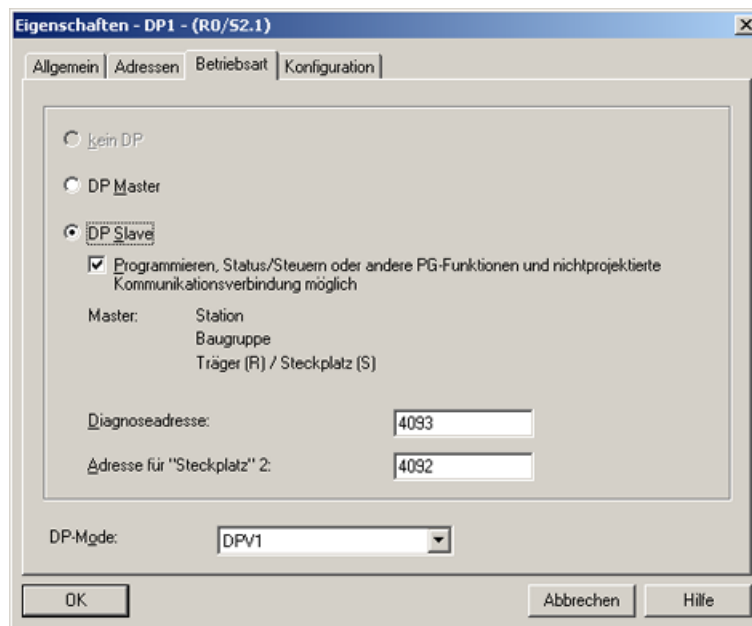 Eigenschaften - DP1 - (R0/S2.1)
Allgemein Adressen Betriebsart Konfiguration
kein DP
DP Master
DP Slave
Programmieren, Status/Steuern oder andere PG-Funktionen und nichtprojektierte
Kommunikationsverbindung möglich
Master: Station
Baugruppe
Träger (R) / Steckplatz (S)
Diagnoseadresse: 4093
Adresse für "Steckplatz" 2: 4092
DP-Mode: DPV1
OK Abbrechen Hilfe